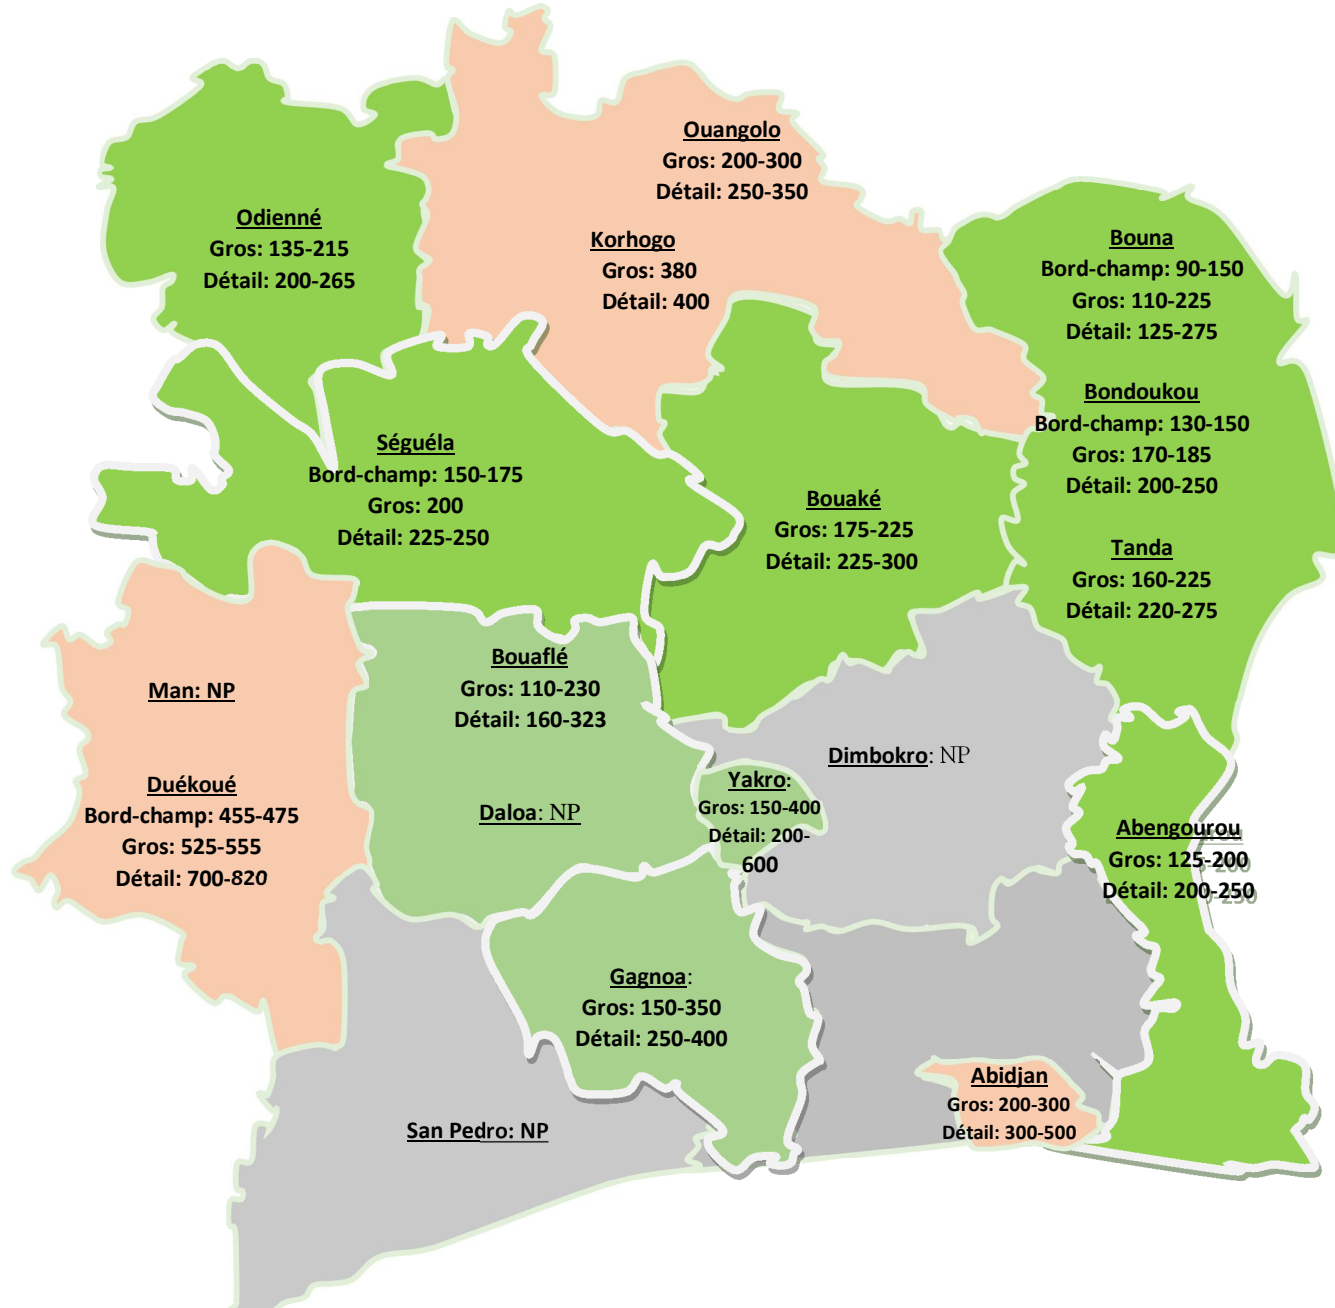 Ouangolo
Gros: 200-300
Détail: 250-350
Odienné
Gros: 135-215
Détail: 200-265
Korhogo
Gros: 380
Détail: 400
Bouna
Bord-champ: 90-150
Gros: 110-225
Détail: 125-275
Bondoukou
Bord-champ: 130-150
Gros: 170-185
Détail: 200-250
Séguéla
Bord-champ: 150-175
Gros: 200
Détail: 225-250
Bouaké
Gros: 175-225
Détail: 225-300
Tanda
Gros: 160-225
Détail: 220-275
Man: NP
Bouaflé
Gros: 110-230
Détail: 160-323
Duékoué
Bord-champ: 455-475
Gros: 525-555
Détail: 700-820
Daloa: NP
Yakro:
Gros: 150-400
Détail: 200-
600
Dimbokro: NP
Abengourou
Gros: 125-200
Détail: 200-250
Gagnoa:
Gros: 150-350
Détail: 250-400
San Pedro: NP
Abidjan
Gros: 200-300
Détail: 300-500